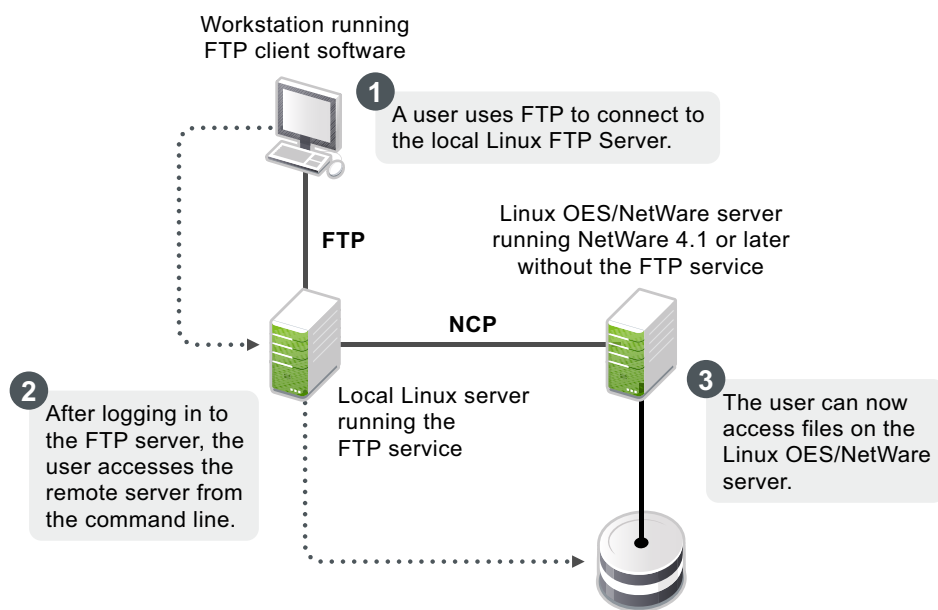 Workstation running
FTP client software
1
A user uses FTP to connect to
the local Linux FTP Server.
FTP
Linux OES/NetWare server
running NetWare 4.1 or later
without the FTP service
NCP
2
After logging in to
the FTP server, the
user accesses the
remote server from
the command line.
Local Linux server
running the
FTP service
3
The user can now
access files on the
Linux OES/NetWare
server.